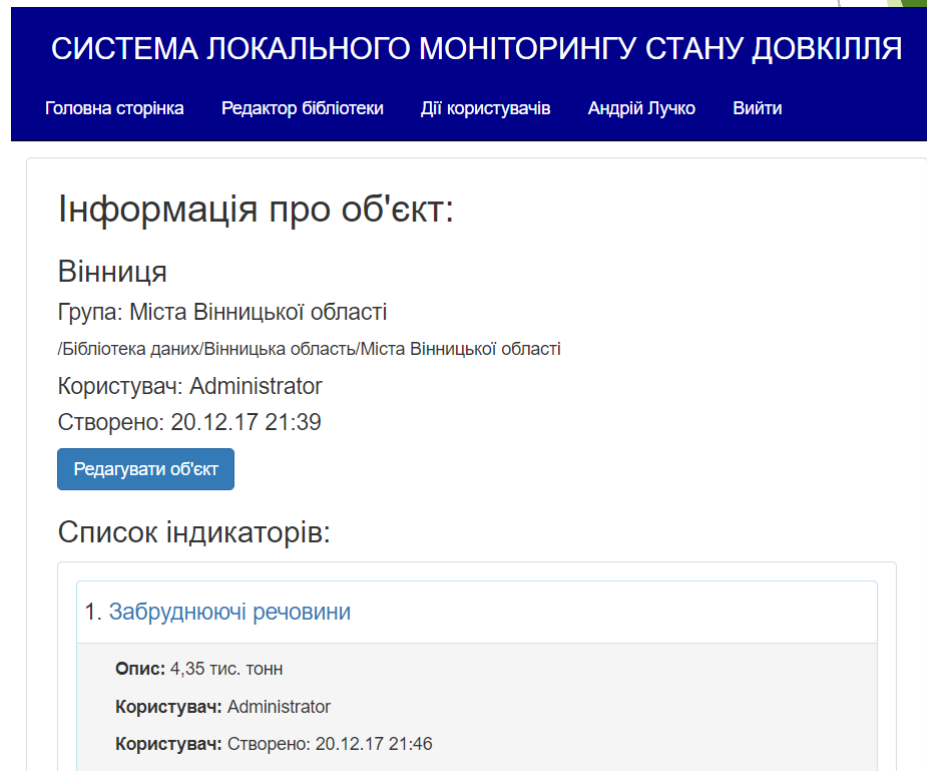 СИСТЕМА ЛОКАЛЬНОГО МОНІТОРИНГУ СТАНУ ДОВКІЛЛЯ
Головна сторінка Редактор бібліотеки Дії користувачів Андрій Лучко Вийти
Інформація про об'єкт:
Вінниця
Група: Міста Вінницької області
/Бібліотека даних/Вінницька область/Міста Вінницької області
Користувач: Administrator
Створено: 20.12.17 21:39
Редагувати об'єкт
Список індикаторів:
1. Забруднюючі речовини
Опис: 4,35 тис. тонн
Користувач: Administrator
Користувач: Створено: 20.12.17 21:46